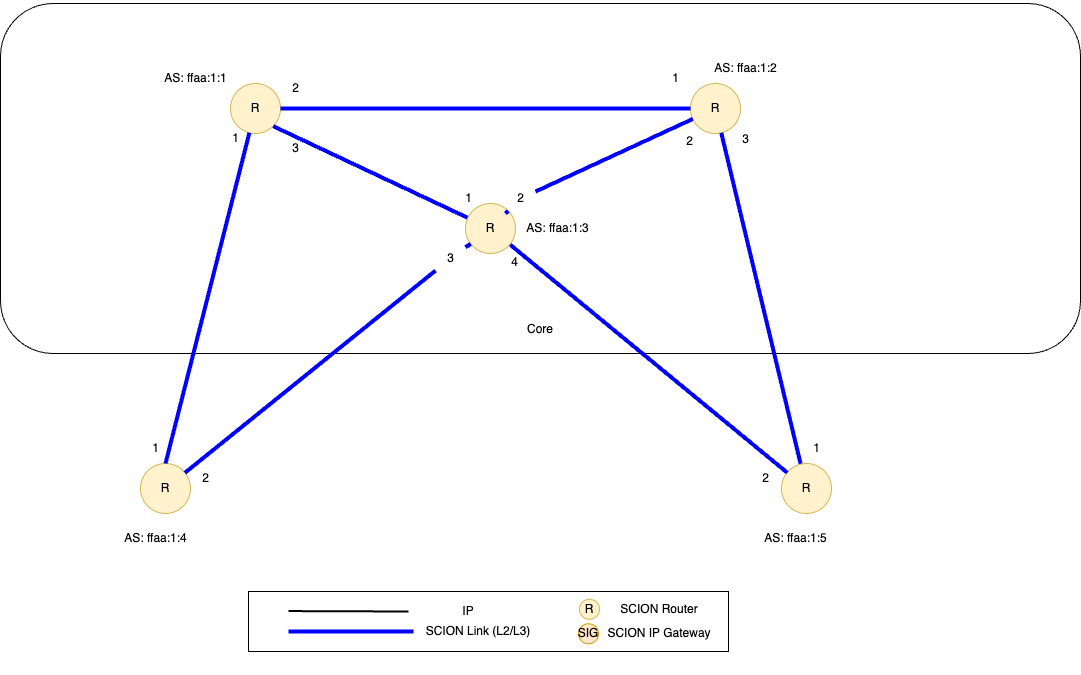 AS: ffaa:1:1
AS: ffaa:1:2
2
1
R
R
1
3
2
3
1
2
R
AS: ffaa:1:3
3
4
Core
1
1
2
2
R
R
AS: ffaa:1:4
AS: ffaa:1:5
IP
R
SCION Router
SCION Link (L2/L3)
SIG
SCION IP Gateway